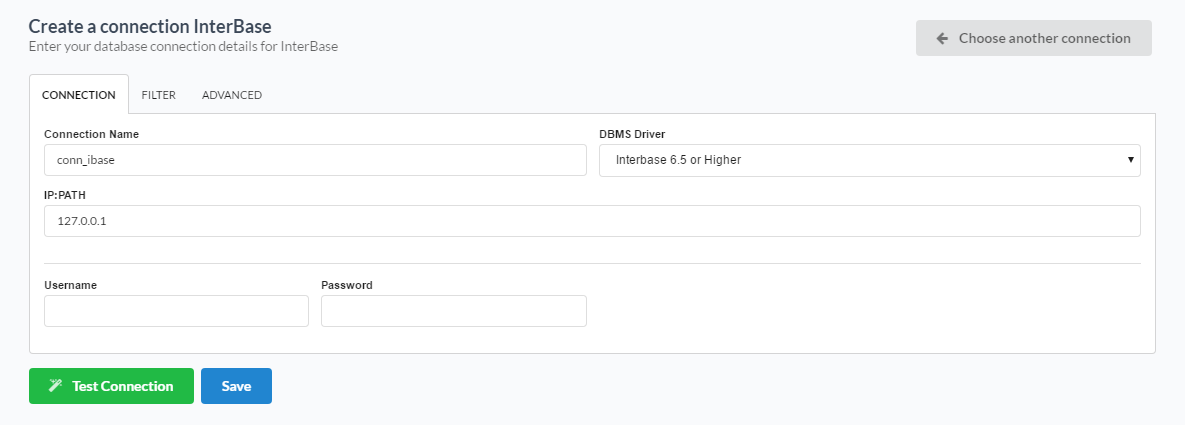 Create a connection InterBase
Enter your database connection details for InterBase
Choose another connection
CONNECTION FILTER ADVANCED
Connection Name DBMS Driver
conn_ibase Interbase 6.5 or Higher
IP:PATH
127.0.0.1
Username Password
Test Connection Save